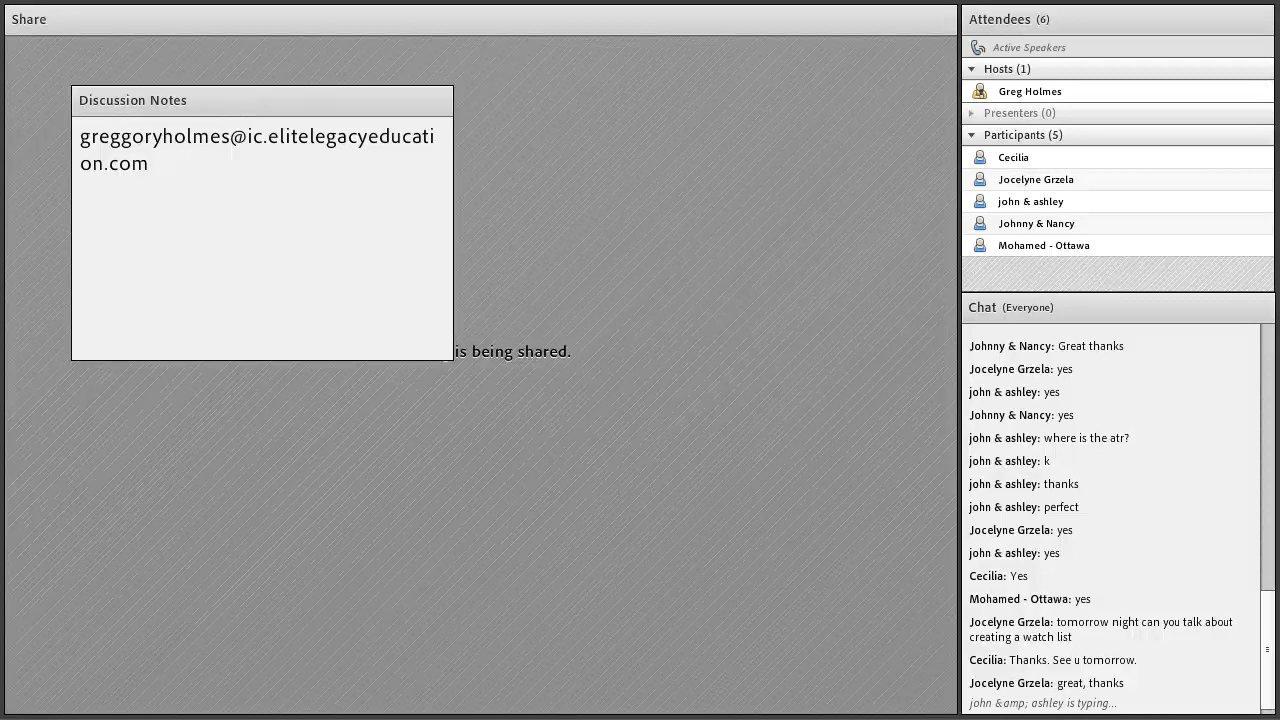 Share
Discussion Notes
greggoryholmes@ic.elitelegacyeducati
on.com
is being shared.
Attendees (6)
Active Speakers
Hosts (1)
Greg Holmes
Presenters (0)
Participants (5)
Cecilia
Jocelyne Grzela
john & ashley
Johnny & Nancy
Mohamed - Ottawa
Chat (Everyone)
Johnny & Nancy: Great thanks
Jocelyne Grzela: yes
john & ashley: yes
Johnny & Nancy: yes
john & ashley: where is the atr?
john & ashley: k
john & ashley: thanks
john & ashley: perfect
Jocelyne Grzela: yes
john & ashley: yes
Cecilia: Yes
Mohamed - Ottawa: yes
Jocelyne Grzela: tomorrow night can you talk about
creating a watch list
Cecilia: Thanks. See u tomorrow.
Jocelyne Grzela: great, thanks
john &amp; ashley is typing...